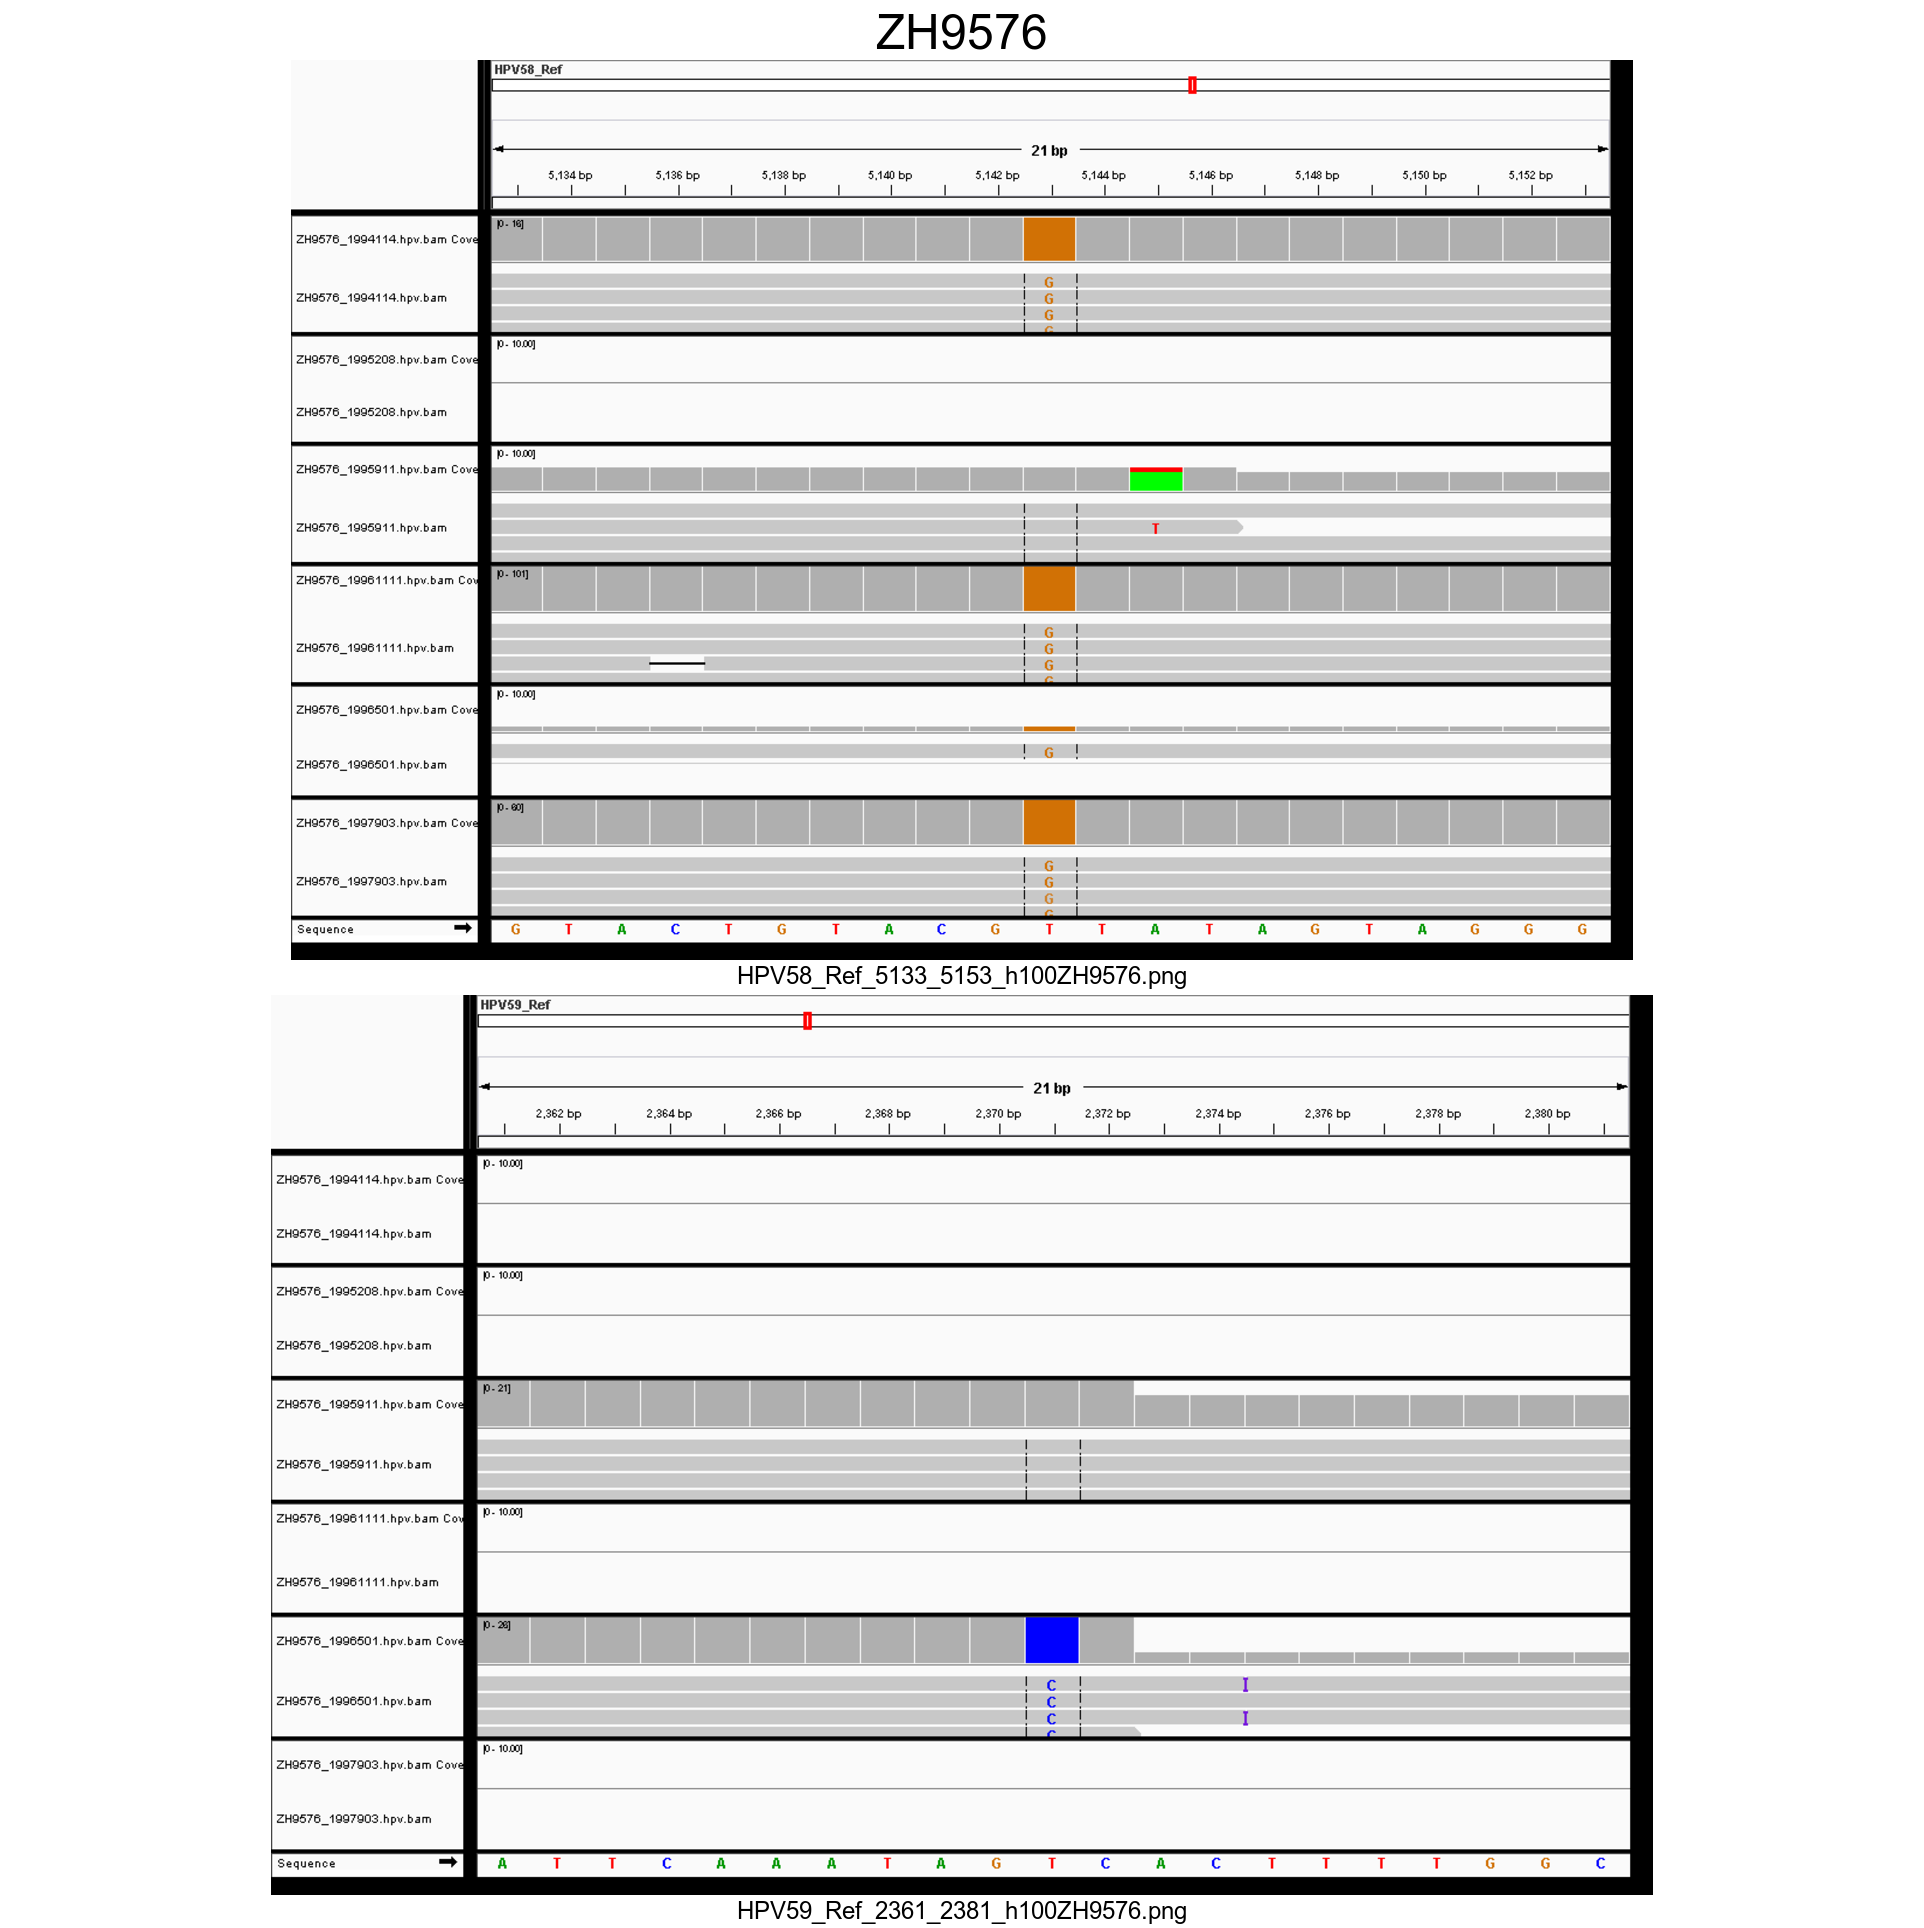 ZH9576
HPV58_Ref
21 bp
5,134 bp 5,136 bp 5,138 bp 5,140 bp 5,142 bp 5,144 bp 5,146 bp 5,148 bp 5,150 bp 5,152 bp
[0 - 16]
ZH9576_1994114.hpv.bam Cove
G
ZH9576_1994114.hpv.bam
G
G
G
[0 - 10.00]
ZH9576_1995208.hpv.bam Cove
ZH9576_1995208.hpv.bam
[0 - 10.00]
ZH9576_1995911.hpv.bam Cove
ZH9576_1995911.hpv.bam T
[0 - 101]
ZH9576_19961111.hpv.bam Cov
G
ZH9576_19961111.hpv.bam
G
G
G
[0 - 10.00]
ZH9576_1996501.hpv.bam Cove
G
ZH9576_1996501.hpv.bam
[0 - 60]
ZH9576_1997903.hpv.bam Cove
G
ZH9576_1997903.hpv.bam
G
G
G
Sequence G T A C T G T A C G T T A T A G T A G G G
HPV58_Ref_5133_5153_h100ZH9576.png
HPV59_Ref
21 bp
2,362 bp 2,364 bp 2,366 bp 2,368 bp 2,370 bp 2,372 bp 2,374 bp 2,376 bp 2,378 bp 2,380 bp
[0 - 10.00]
ZH9576_1994114.hpv.bam Cove
ZH9576_1994114.hpv.bam
[0 - 10.00]
ZH9576_1995208.hpv.bam Cove
ZH9576_1995208.hpv.bam
[0 - 21]
ZH9576_1995911.hpv.bam Cove
ZH9576_1995911.hpv.bam
[0 - 10.00]
ZH9576_19961111.hpv.bam Cov
ZH9576_19961111.hpv.bam
[0 - 26]
ZH9576_1996501.hpv.bam Cove
C I
ZH9576_1996501.hpv.bam C
C I
C
[0 - 10.00]
ZH9576_1997903.hpv.bam Cove
ZH9576_1997903.hpv.bam
Sequence A T T C A A A T A G T C A C T T T T G G C
HPV59_Ref_2361_2381_h100ZH9576.png